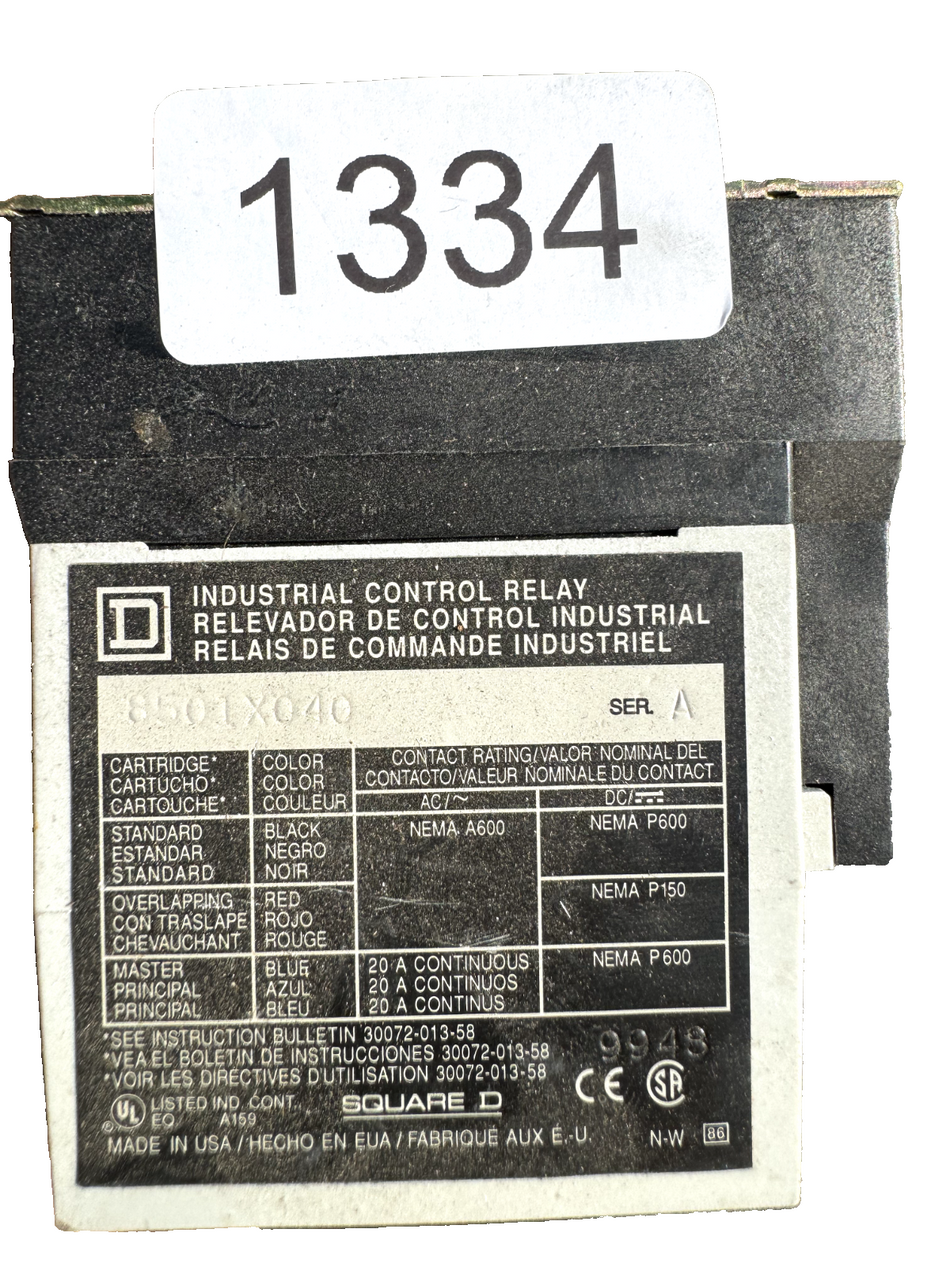 1334
D
INDUSTRIAL CONTROL RELAY
RELEVADOR DE CONTROL INDUSTRIAL
RELAIS DE COMMANDE INDUSTRIEL
8501XO40 SER. A
CARTRIDGE* COLOR CONTACT RATING/VALOR NOMINAL DEL
CARTUCHO* COLOR CONTACTO/VALEUR NOMINALE DU CONTACT
CARTOUCHE* COULEUR AC/~ DC/⎓
STANDARD BLACK NEMA A600 NEMA P600
ESTANDAR NEGRO
STANDARD NOIR
OVERLAPPING RED NEMA P150
CON TRASLAPE ROJO
CHEVAUCHANT ROUGE
MASTER BLUE 20 A CONTINUOUS NEMA P600
PRINCIPAL AZUL 20 A CONTINUOS
PRINCIPAL BLEU 20 A CONTINUS
*SEE INSTRUCTION BULLETIN 30072-013-58
*VEA EL BOLETIN DE INSTRUCCIONES 30072-013-58 9948
*VOIR LES DIRECTIVES D'UTILISATION 30072-013-58 CE SA
UL ® LISTED IND. CONT. SQUARE D
EQ A159
MADE IN USA / HECHO EN EUA / FABRIQUÉ AUX É.-U. N-W 86